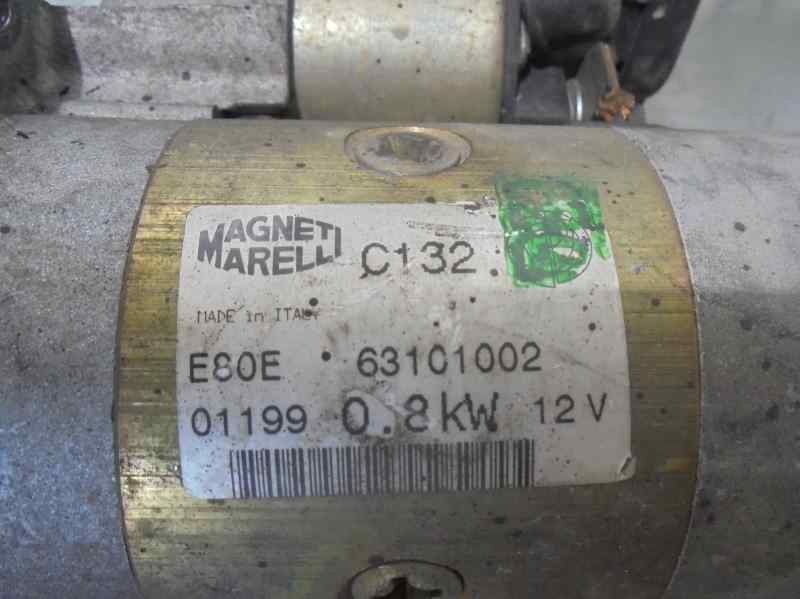 MAGNETI
MARELLI
C132.
MADE in ITALY
E80E 63101002
01199 0.8KW 12V